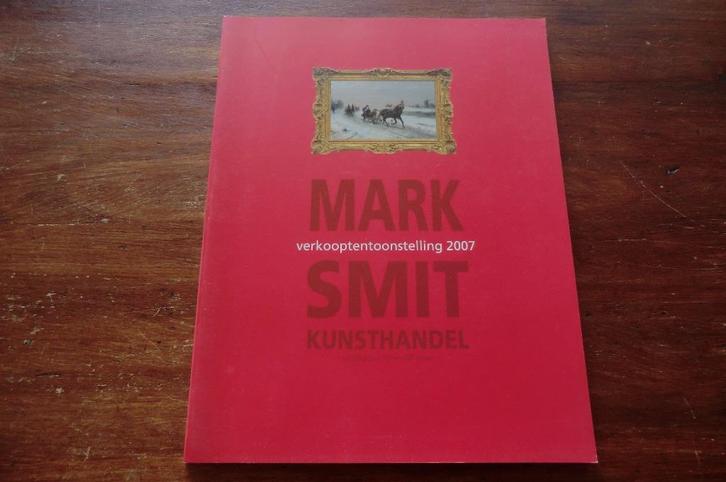 MARK
verkooptentoonstelling 2007
SMIT
KUNSTHANDEL